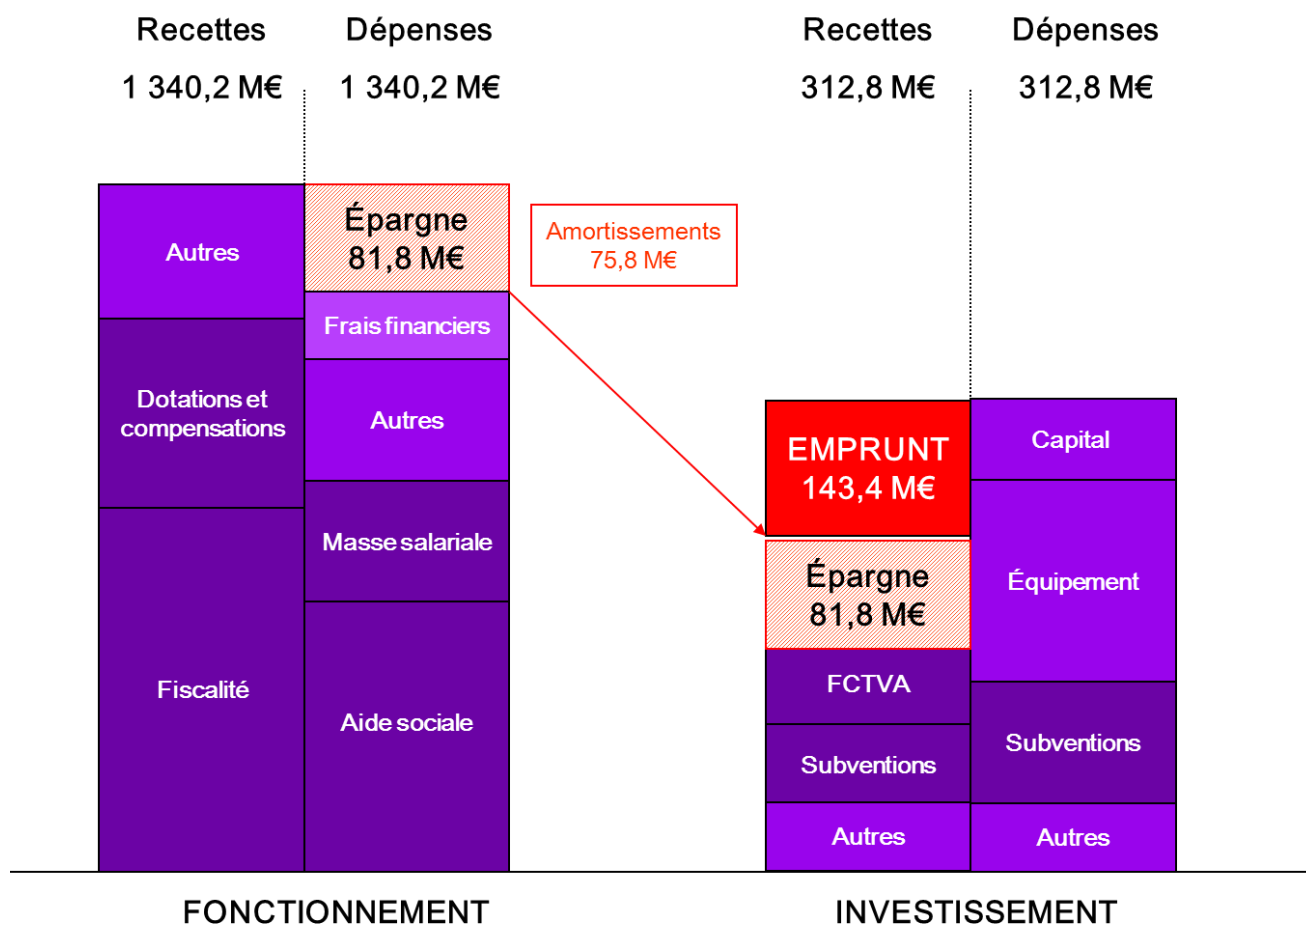 Recettes
Dépenses
1 340,2 M€
1 340,2 M€
Autres
Dotations et
compensations
Fiscalité
Épargne
81,8 M€
Frais financiers
Autres
Masse salariale
Aide sociale
Amortissements
75,8 M€
FONCTIONNEMENT
Recettes
Dépenses
312,8 M€
312,8 M€
EMPRUNT
143,4 M€
Épargne
81,8 M€
FCTVA
Subventions
Autres
Capital
Équipement
Subventions
Autres
INVESTISSEMENT